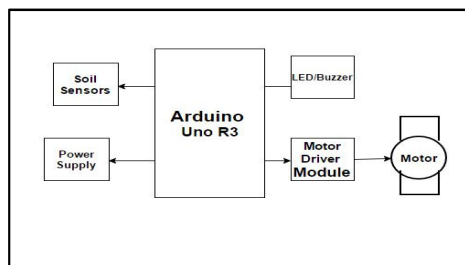 Soil
Sensors
Arduino
Uno R3
LED/Buzzer
Power
Supply
Motor
Driver
Module
Motor